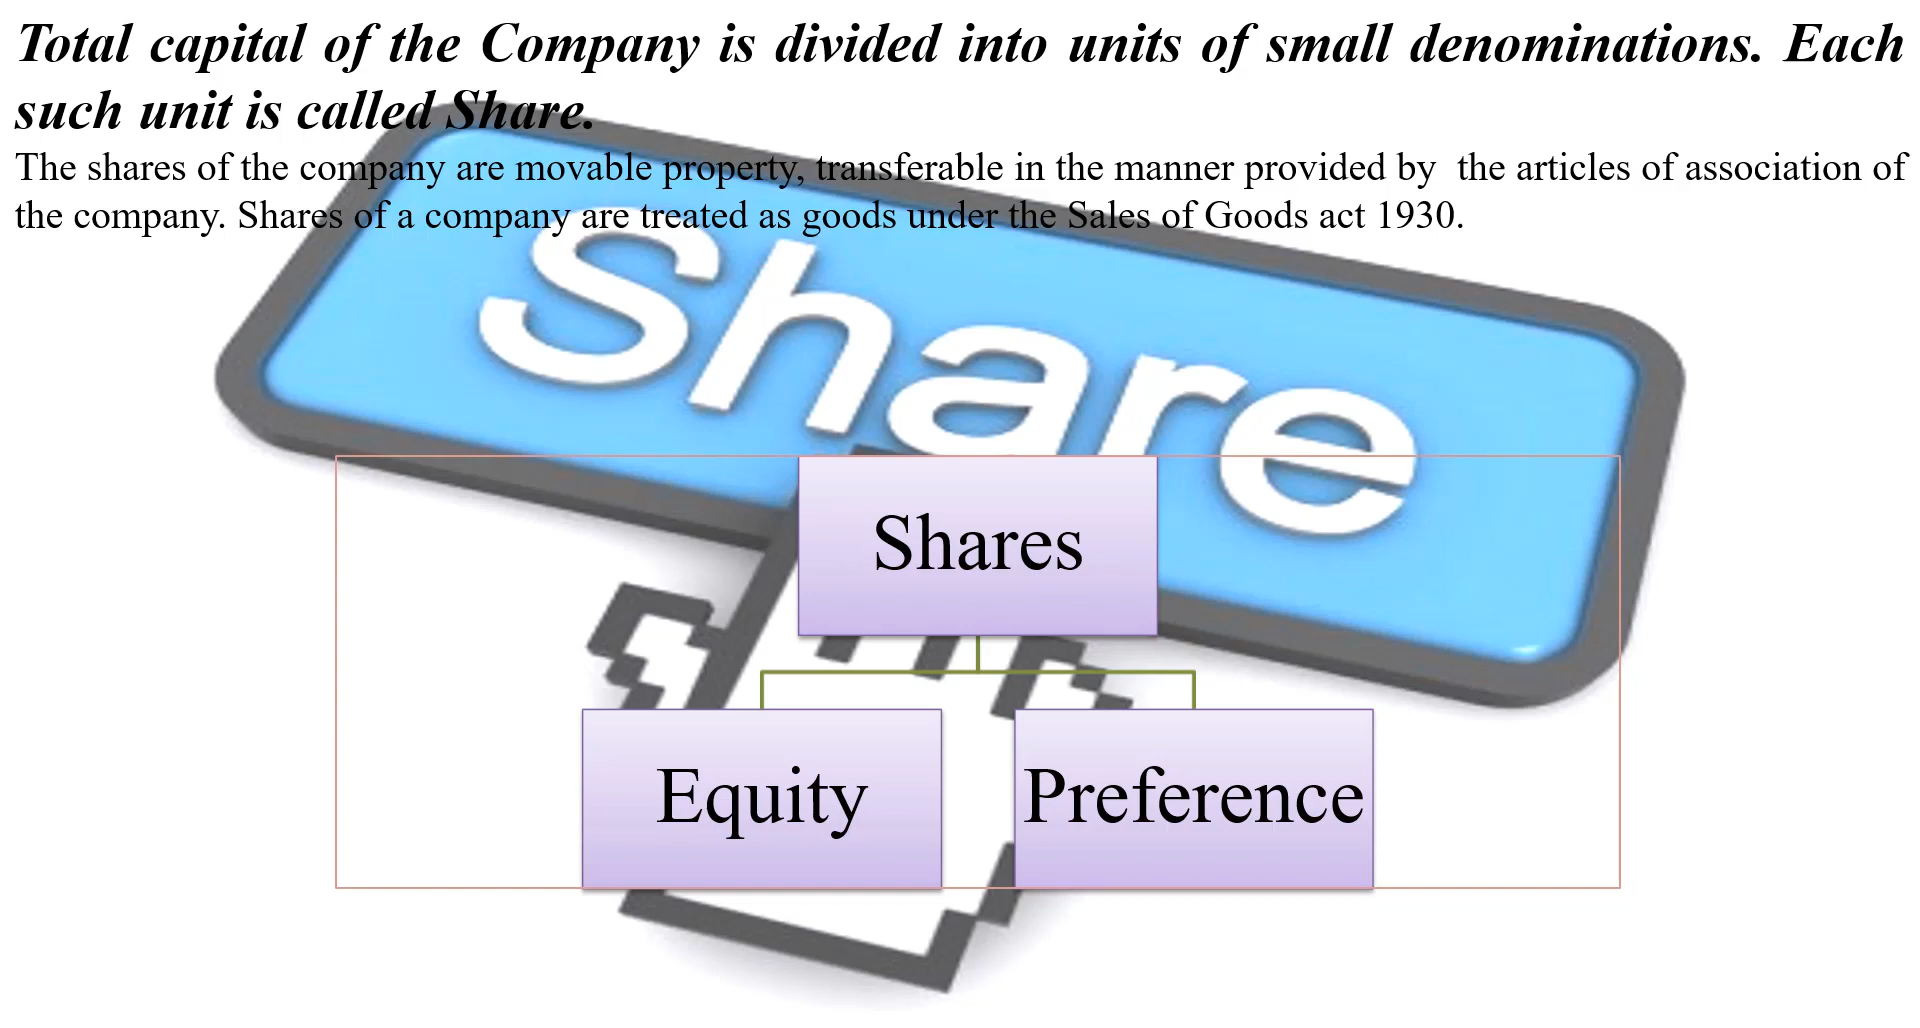 Total capital of the Company is divided into units of small denominations. Each
such unit is called Share.
The shares of the company are movable property, transferable in the manner provided by  the articles of association of
the company. Shares of a company are treated as goods under the Sales of Goods act 1930.
Share
Shares
Equity
Preference